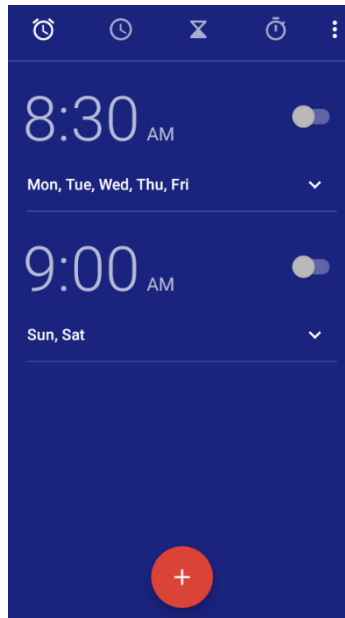 8:30 AM
Mon, Tue, Wed, Thu, Fri
9:00 AM
Sun, Sat